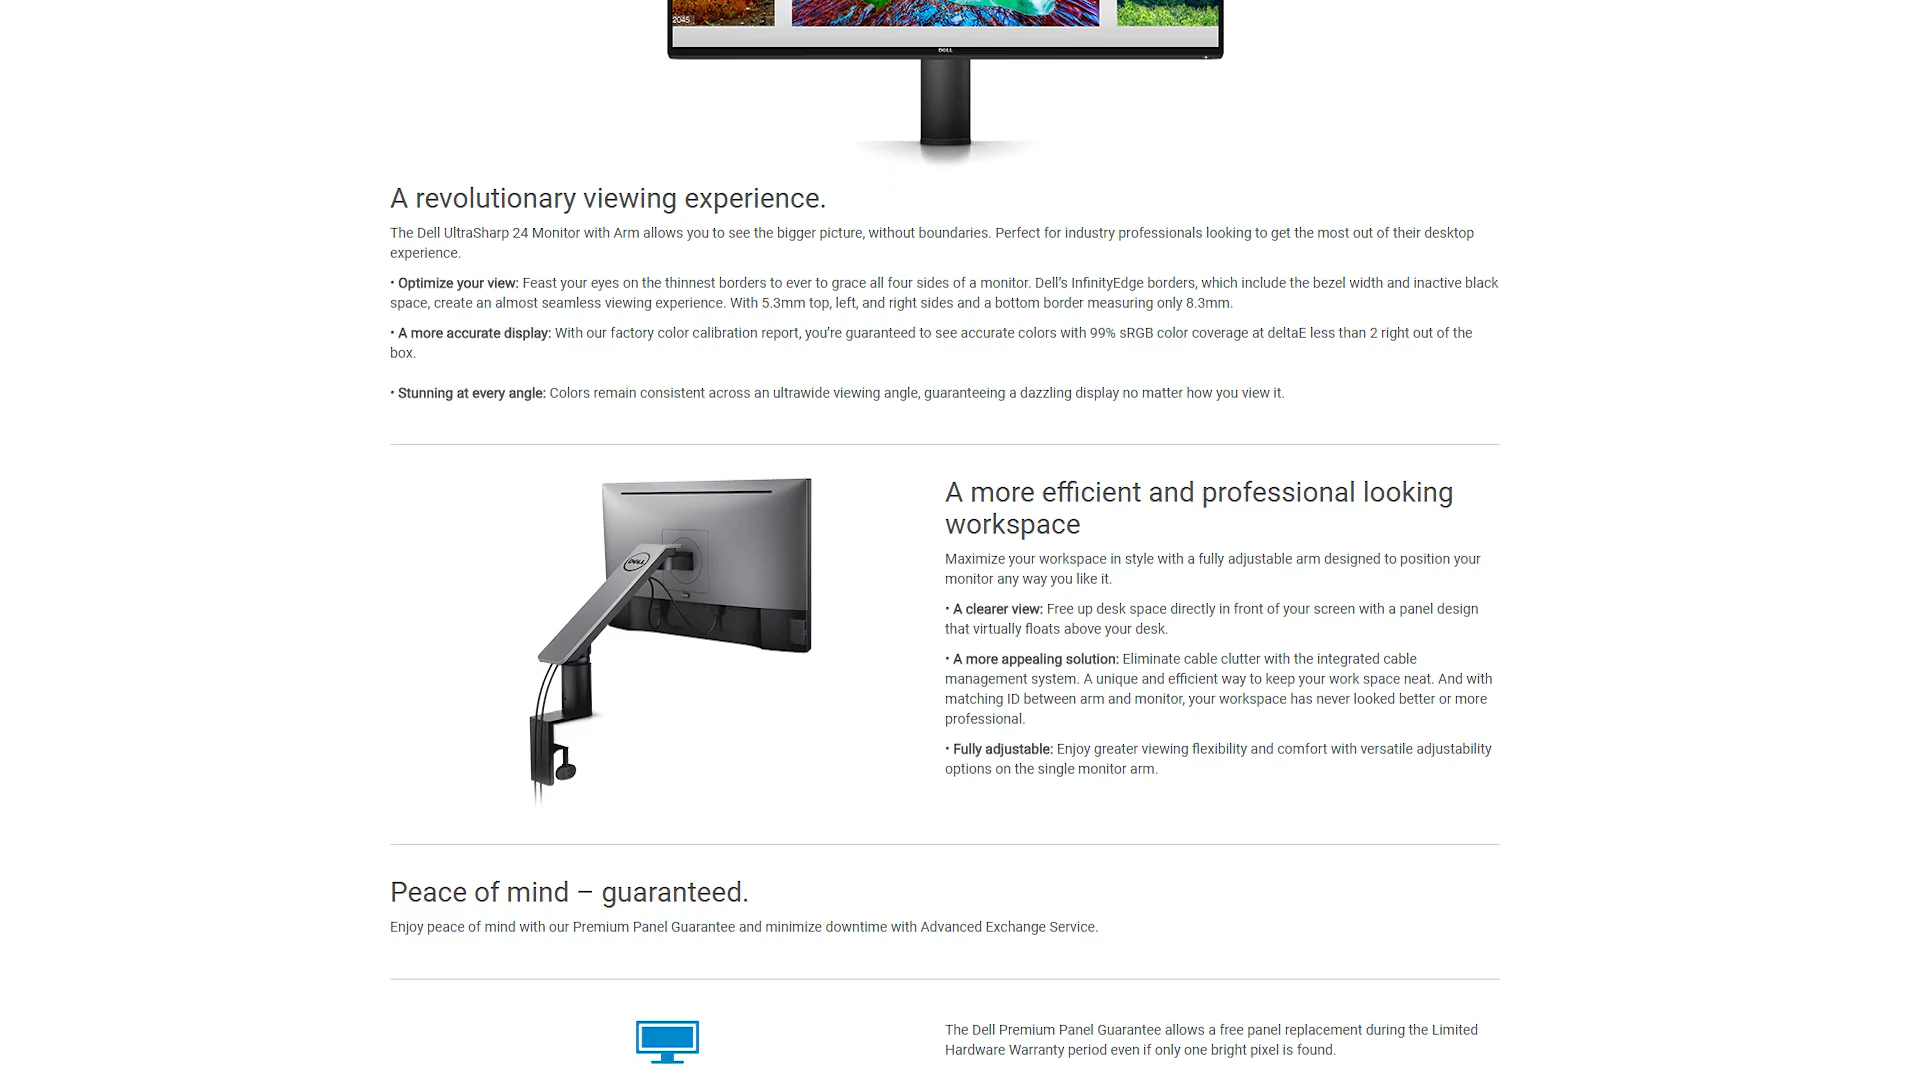 2045
DELL
A revolutionary viewing experience.
The Dell UltraSharp 24 Monitor with Arm allows you to see the bigger picture, without boundaries. Perfect for industry professionals looking to get the most out of their desktop
experience.
• Optimize your view: Feast your eyes on the thinnest borders to ever to grace all four sides of a monitor. Dell’s InfinityEdge borders, which include the bezel width and inactive black
space, create an almost seamless viewing experience. With 5.3mm top, left, and right sides and a bottom border measuring only 8.3mm.
• A more accurate display: With our factory color calibration report, you’re guaranteed to see accurate colors with 99% sRGB color coverage at deltaE less than 2 right out of the
box.
• Stunning at every angle: Colors remain consistent across an ultrawide viewing angle, guaranteeing a dazzling display no matter how you view it.
DELL
A more efficient and professional looking
workspace
Maximize your workspace in style with a fully adjustable arm designed to position your
monitor any way you like it.
• A clearer view: Free up desk space directly in front of your screen with a panel design
that virtually floats above your desk.
• A more appealing solution: Eliminate cable clutter with the integrated cable
management system. A unique and efficient way to keep your work space neat. And with
matching ID between arm and monitor, your workspace has never looked better or more
professional.
• Fully adjustable: Enjoy greater viewing flexibility and comfort with versatile adjustability
options on the single monitor arm.
Peace of mind – guaranteed.
Enjoy peace of mind with our Premium Panel Guarantee and minimize downtime with Advanced Exchange Service.
The Dell Premium Panel Guarantee allows a free panel replacement during the Limited
Hardware Warranty period even if only one bright pixel is found.